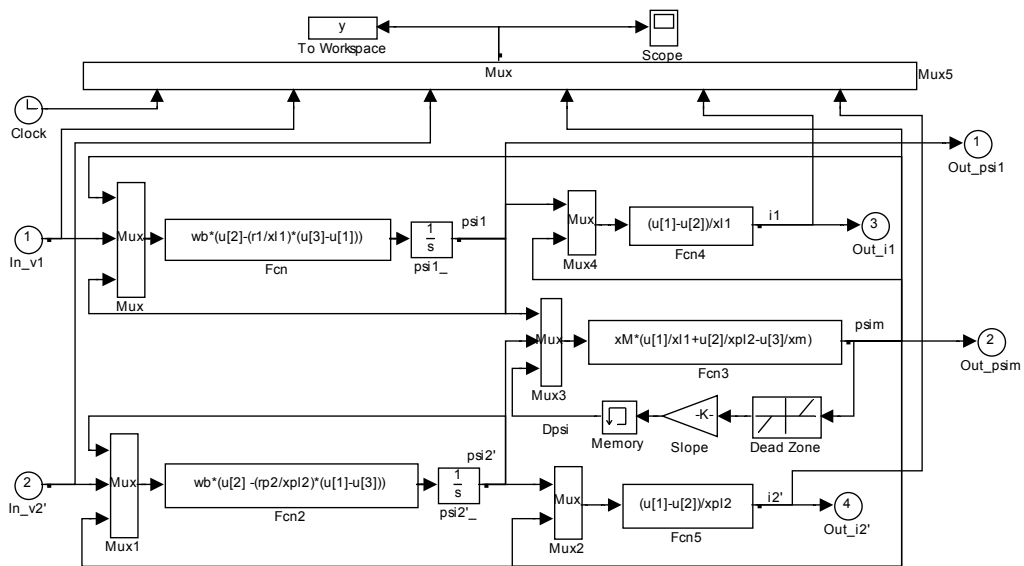 y
To Workspace
Scope
Mux
Mux5
Clock
1
Out_psi1
1
In_v1
Mux
Mux
wb*(u[2]-(r1/xl1)*(u[3]-u[1]))
Fcn
1
s
psi1
psi1_
Mux
Mux4
(u[1]-u[2])/xl1
Fcn4
i1
3
Out_i1
Mux
Mux3
xM*(u[1]/xl1+u[2]/xpl2-u[3]/xm)
Fcn3
psim
2
Out_psim
Dpsi
Memory
-K-
Slope
Dead Zone
2
In_v2'
Mux
Mux1
wb*(u[2] -(rp2/xpl2)*(u[1]-u[3]))
Fcn2
1
s
psi2'
psi2'_
Mux
Mux2
(u[1]-u[2])/xpl2
Fcn5
i2'
4
Out_i2'